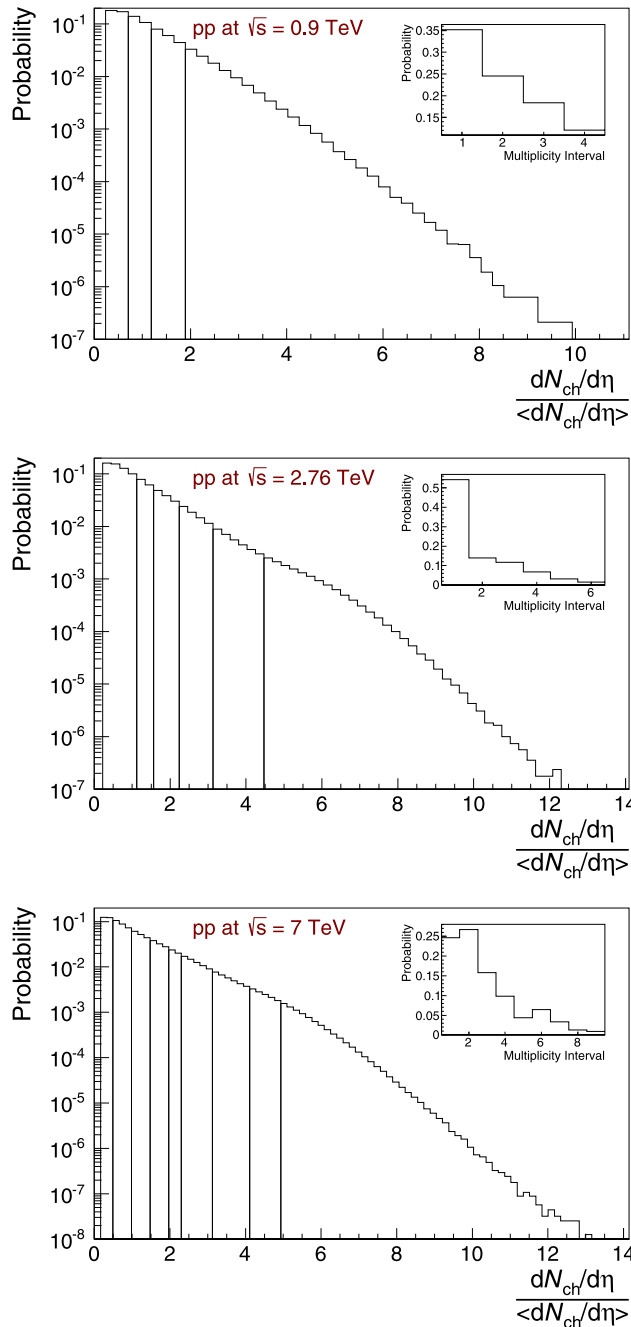 pp at √s = 0.9 TeV
Probability
10⁻¹
10⁻²
10⁻³
10⁻⁴
10⁻⁵
10⁻⁶
10⁻⁷
0 2 4 6 8 10
dN_ch/dη
<dN_ch/dη>
Probability
0.35
0.3
0.25
0.2
0.15
1 2 3 4
Multiplicity Interval
pp at √s = 2.76 TeV
Probability
10⁻¹
10⁻²
10⁻³
10⁻⁴
10⁻⁵
10⁻⁶
10⁻⁷
0 2 4 6 8 10 12 14
dN_ch/dη
<dN_ch/dη>
Probability
0.5
0.4
0.3
0.2
0.1
0
2 4 6
Multiplicity Interval
pp at √s = 7 TeV
Probability
10⁻¹
10⁻²
10⁻³
10⁻⁴
10⁻⁵
10⁻⁶
10⁻⁷
10⁻⁸
0 2 4 6 8 10 12 14
dN_ch/dη
<dN_ch/dη>
Probability
0.25
0.2
0.15
0.1
0.05
0
2 4 6 8
Multiplicity Interval